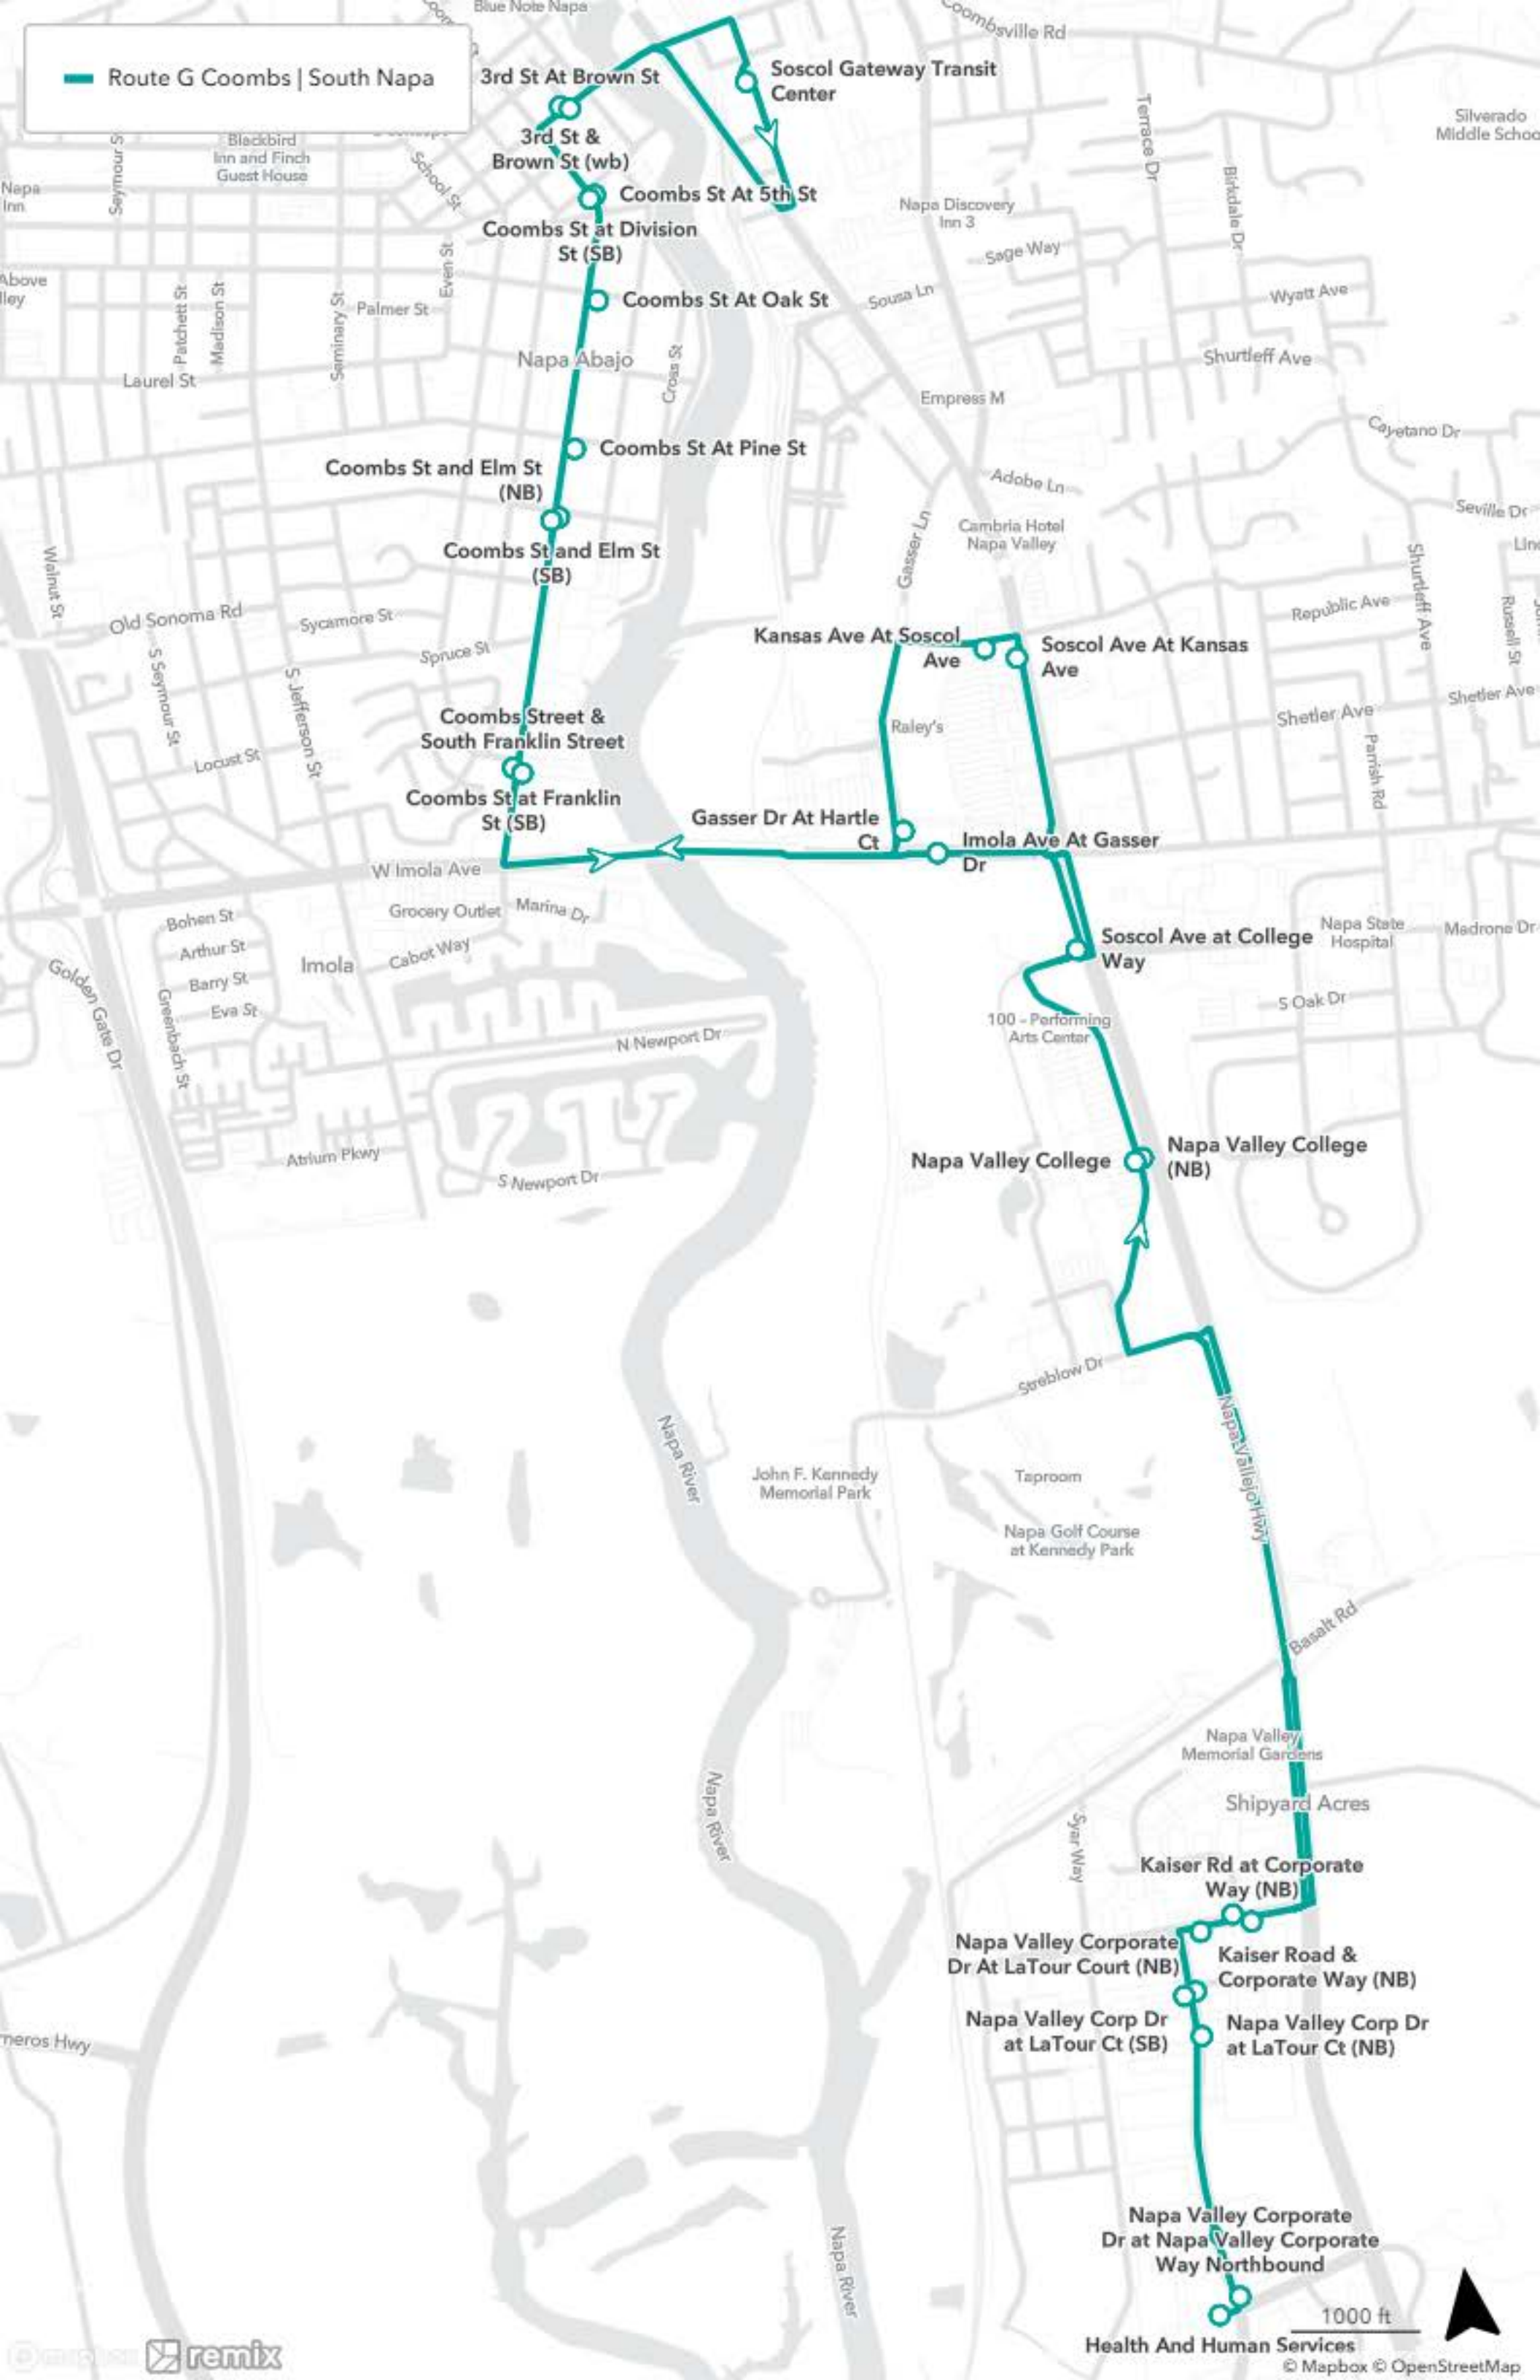 Blue Note Napa
Coombsville Rd
Route G Coombs | South Napa
3rd St At Brown St
Soscol Gateway Transit
Center
Terrace Dr
Silverado
Middle Schoo
Blackbird
Inn and Finch
Guest House
Seymour S
School St
3rd St &
Brown St (wb)
Napa
Inn
Coombs St At 5th St
Birkdale Dr
Napa Discovery
Inn 3
Coombs St at Division
St (SB)
Sage Way
Even St
Above
lley
Patchett St
Madison St
Seminary St
Palmer St
Coombs St At Oak St
Sousa Ln
Wyatt Ave
Napa Abajo
Cross St
Shurtleff Ave
Laurel St
Empress M
Cayetano Dr
Coombs St At Pine St
Coombs St and Elm St
(NB)
Adobe Ln
Seville Dr
Gasser Ln
Cambria Hotel
Napa Valley
Lin
Coombs St and Elm St
(SB)
Walnut St
Shurtleff Ave
Russell St
Old Sonoma Rd
Sycamore St
Republic Ave
Spruce St
Kansas Ave At Soscol
Ave
Soscol Ave At Kansas
Ave
S Seymour St
S Jefferson St
Shetler Ave
Shetler Ave
Coombs Street &
South Franklin Street
Raley's
Locust St
Parrish Rd
Coombs St at Franklin
St (SB)
Gasser Dr At Hartle
Ct
Imola Ave At Gasser
Dr
W Imola Ave
Grocery Outlet
Marina Dr
Bohen St
Arthur St
Barry St
Eva St
Imola
Cabot Way
Golden Gate Dr
Greenbach St
Soscol Ave at College
Way
Napa State
Hospital
Madrone Dr
S Oak Dr
100 - Performing
Arts Center
N Newport Dr
Atrium Pkwy
S Newport Dr
Napa Valley College
Napa Valley College
(NB)
Streblow Dr
Napa Vallejo Hwy
Napa River
John F. Kennedy
Memorial Park
Taproom
Napa Golf Course
at Kennedy Park
Basalt Rd
Napa Valley
Memorial Gardens
Napa River
Shipyard Acres
Syar Way
Kaiser Rd at Corporate
Way (NB)
Napa Valley Corporate
Dr At LaTour Court (NB)
Kaiser Road &
Corporate Way (NB)
Napa Valley Corp Dr
at LaTour Ct (SB)
Napa Valley Corp Dr
at LaTour Ct (NB)
neros Hwy
Napa River
Napa Valley Corporate
Dr at Napa Valley Corporate
Way Northbound
1000 ft
Health And Human Services
mapbox
remix
© Mapbox © OpenStreetMap